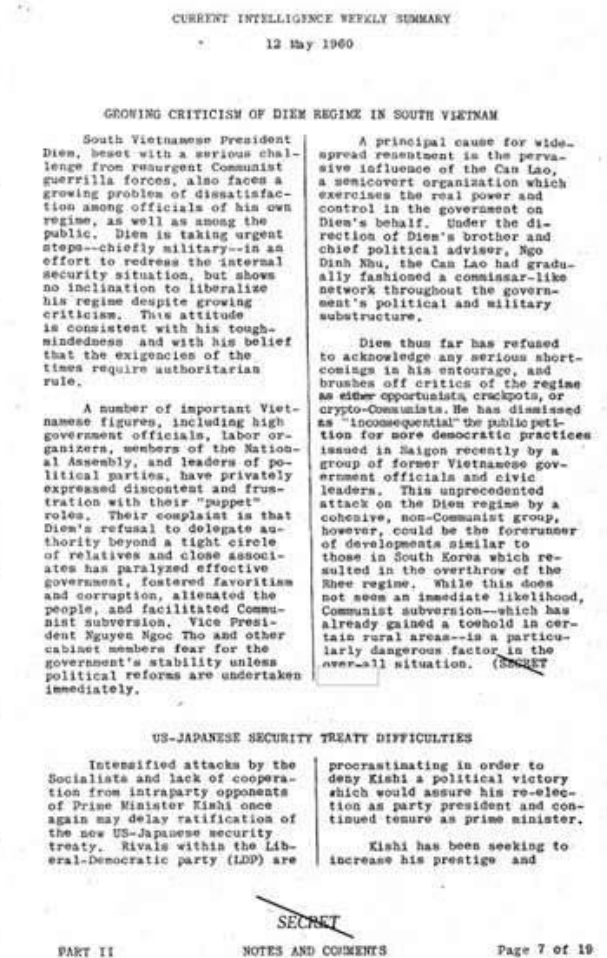 CURRENT INTELLIGENCE WEEKLY SUMMARY
12 May 1960
GROWING CRITICISM OF DIEM REGIME IN SOUTH VIETNAM
South Vietnamese President
Diem, beset with a serious chal-
lenge from resurgent Communist
guerrilla forces, also faces a
growing problem of dissatisfac-
tion among officials of his own
regime, as well as among the
public. Diem is taking urgent
steps--chiefly military--in an
effort to redress the internal
security situation, but shows
no inclination to liberalize
his regime despite growing
criticism. This attitude
is consistent with his tough-
mindedness and with his belief
that the exigencies of the
times require authoritarian
rule.
A number of important Viet-
namese figures, including high
government officials, labor or-
ganizers, members of the Nation-
al Assembly, and leaders of po-
litical parties, have privately
expressed discontent and frus-
tration with their "puppet"
roles. Their complaint is that
Diem's refusal to delegate au-
thority beyond a tight circle
of relatives and close associ-
ates has paralyzed effective
government, fostered favoritism
and corruption, alienated the
people, and facilitated Commu-
nist subversion. Vice Presi-
dent Nguyen Ngoc Tho and other
cabinet members fear for the
government's stability unless
political reforms are undertaken
immediately.
A principal cause for wide-
spread resentment is the perva-
sive influence of the Can Lao,
a semicovert organization which
exercises the real power and
control in the government on
Diem's behalf. Under the di-
rection of Diem's brother and
chief political adviser, Ngo
Dinh Nhu, the Can Lao had gradu-
ally fashioned a commissar-like
network throughout the govern-
ment's political and military
substructure.
Diem thus far has refused
to acknowledge any serious short-
comings in his entourage, and
brushes off critics of the regime
as either opportunists, crackpots, or
crypto-Communists. He has dismissed
as "inconsequential" the public peti-
tion for more democratic practices
issued in Saigon recently by a
group of former Vietnamese gov-
ernment officials and civic
leaders. This unprecedented
attack on the Diem regime by a
cohesive, non-Communist group,
however, could be the forerunner
of developments similar to
those in South Korea which re-
sulted in the overthrow of the
Rhee regime. While this does
not seem an immediate likelihood,
Communist subversion--which has
already gained a toehold in cer-
tain rural areas--is a particu-
larly dangerous factor in the
over-all situation. (SECRET
US-JAPANESE SECURITY TREATY DIFFICULTIES
Intensified attacks by the
Socialists and lack of coopera-
tion from intraparty opponents
of Prime Minister Kishi once
again may delay ratification of
the new US-Japanese security
treaty. Rivals within the Lib-
eral-Democratic party (LDP) are
procrastinating in order to
deny Kishi a political victory
which would assure his re-elec-
tion as party president and con-
tinued tenure as prime minister.
Kishi has been seeking to
increase his prestige and
SECRET
PART II
NOTES AND COMMENTS
Page 7 of 19